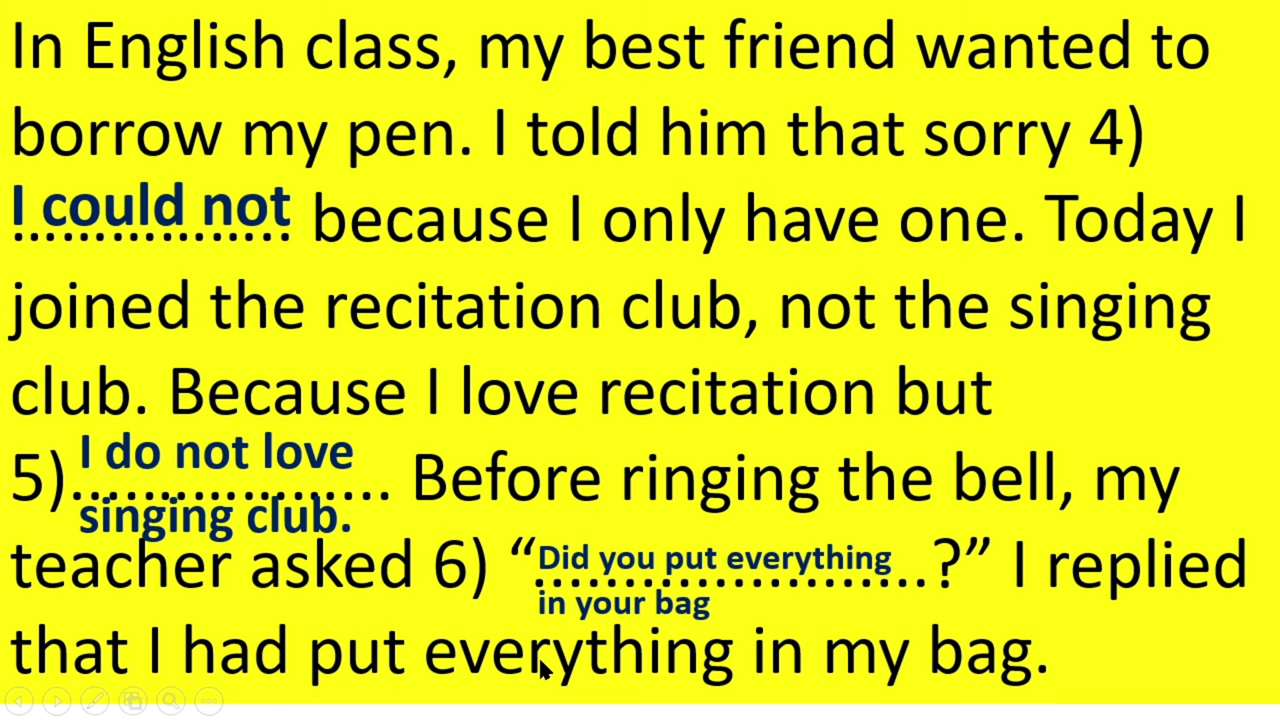 In English class, my best friend wanted to
borrow my pen. I told him that sorry 4)
I could not
................. because I only have one. Today I
joined the recitation club, not the singing
club. Because I love recitation but
I do not love
5)................... Before ringing the bell, my
singing club.
teacher asked 6) “Did you put everything.......................?” I replied
in your bag
that I had put everything in my bag.